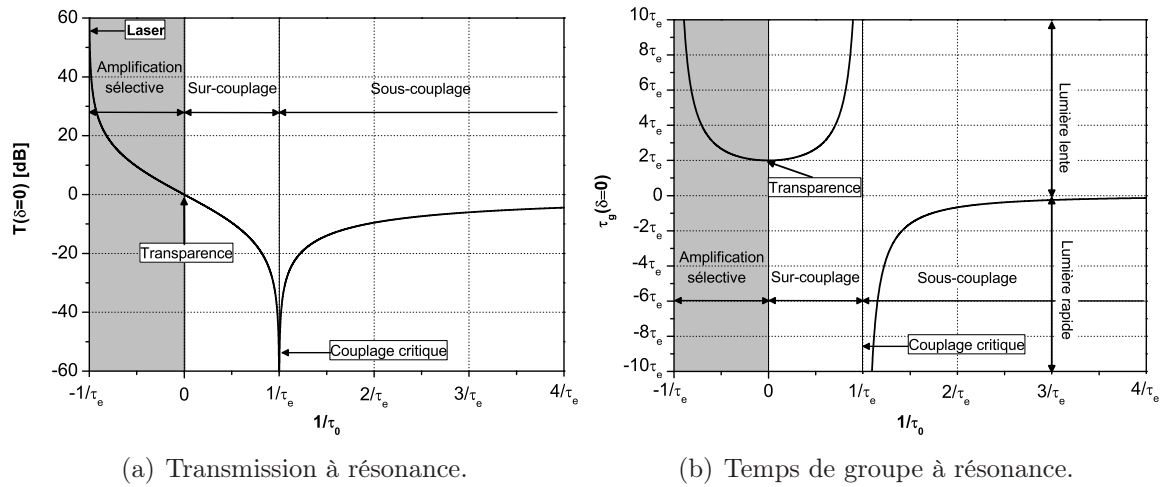 60
40
20
0
-20
-40
-60
T(δ=0) [dB]
Laser
Amplification
sélective
Sur-couplage
Sous-couplage
Transparence
Couplage critique
-1/τe
0
1/τe
2/τe
3/τe
4/τe
1/τ0
(a) Transmission à résonance.
10τe
8τe
6τe
4τe
2τe
0
-2τe
-4τe
-6τe
-8τe
-10τe
τg(δ=0)
Transparence
Lumière lente
Amplification
sélective
Sur-couplage
Sous-couplage
Lumière rapide
Couplage critique
-1/τe
0
1/τe
2/τe
3/τe
4/τe
1/τ0
(b) Temps de groupe à résonance.